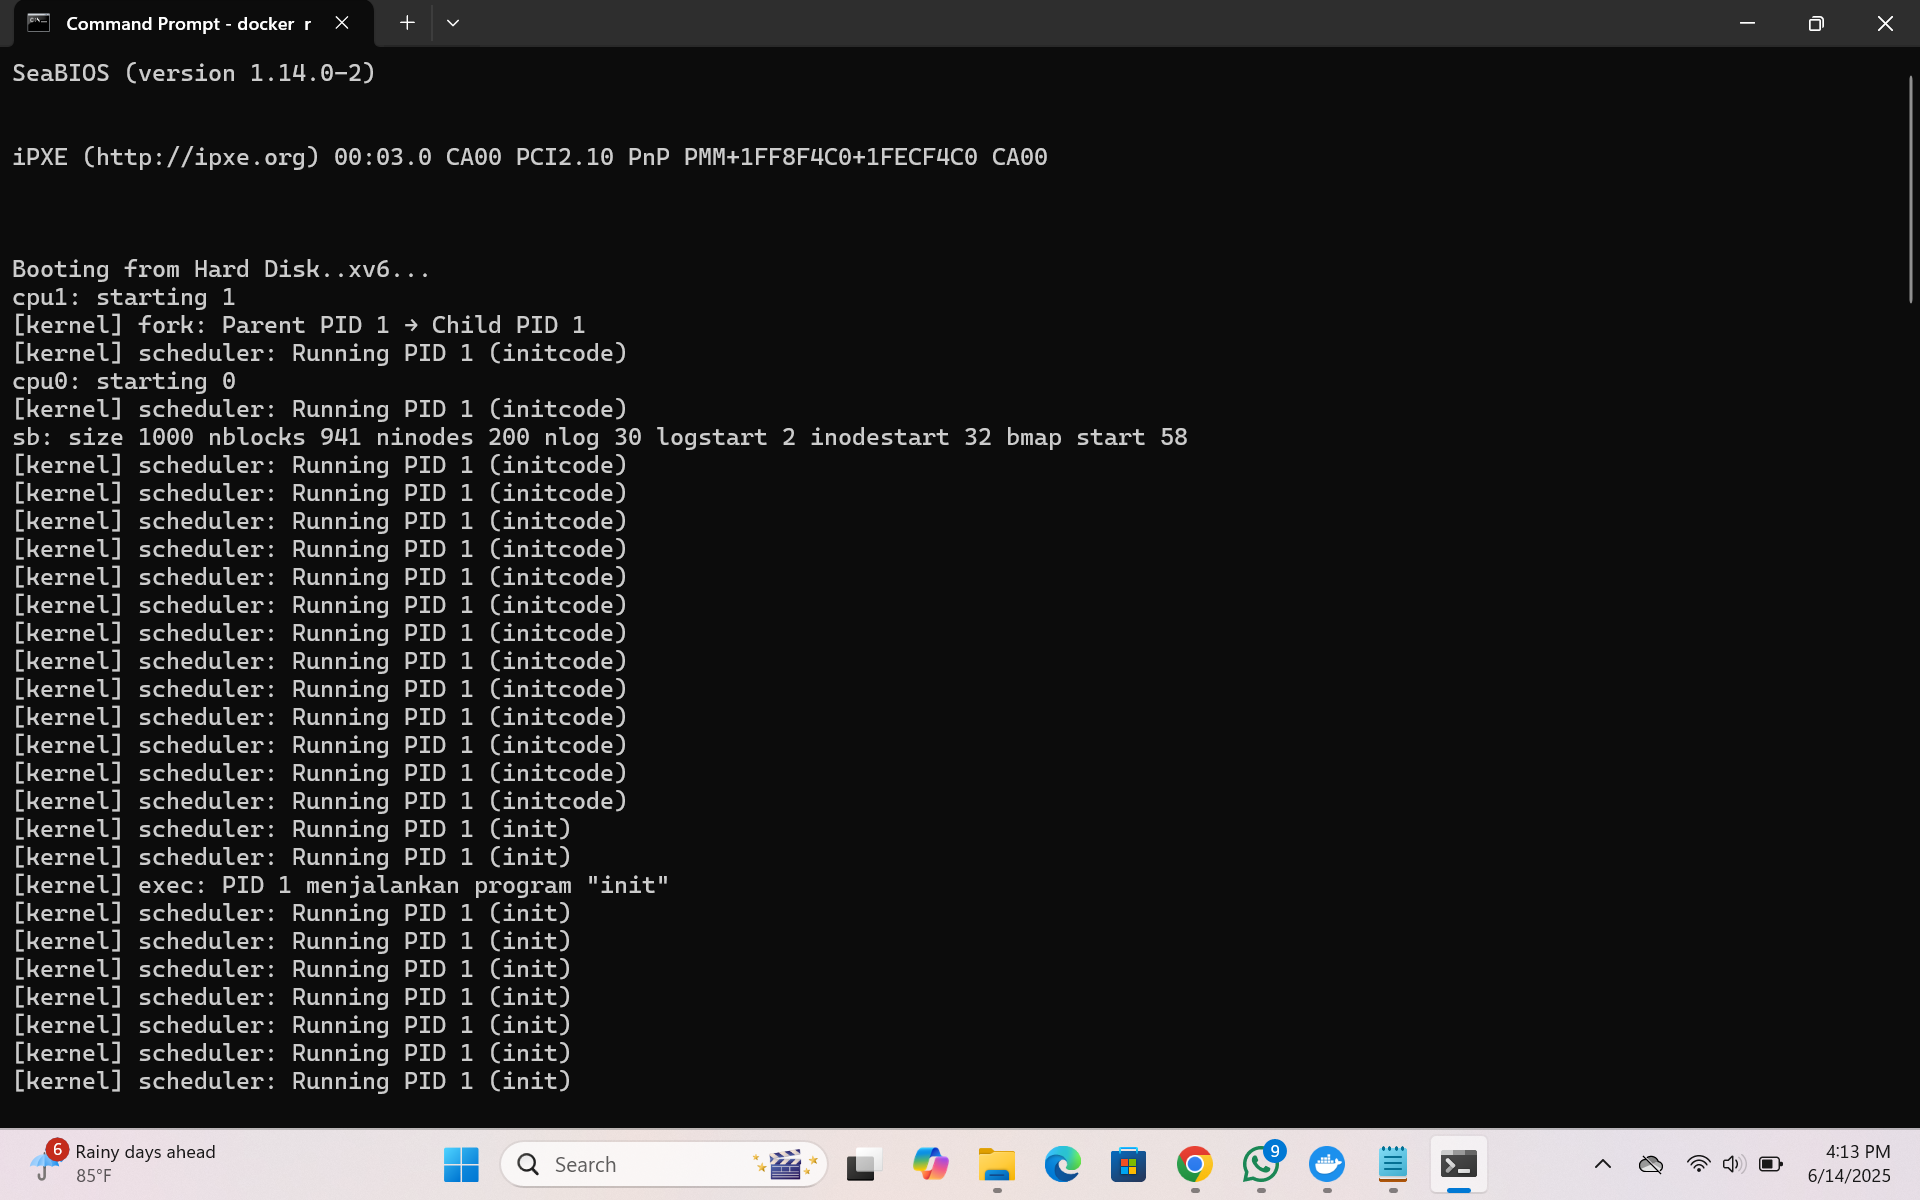 Command Prompt - docker r
SeaBIOS (version 1.14.0-2)
iPXE (http://ipxe.org) 00:03.0 CA00 PCI2.10 PnP PMM+1FF8F4C0+1FECF4C0 CA00
Booting from Hard Disk..xv6...
cpu1: starting 1
[kernel] fork: Parent PID 1 → Child PID 1
[kernel] scheduler: Running PID 1 (initcode)
cpu0: starting 0
[kernel] scheduler: Running PID 1 (initcode)
sb: size 1000 nblocks 941 ninodes 200 nlog 30 logstart 2 inodestart 32 bmap start 58
[kernel] scheduler: Running PID 1 (initcode)
[kernel] scheduler: Running PID 1 (initcode)
[kernel] scheduler: Running PID 1 (initcode)
[kernel] scheduler: Running PID 1 (initcode)
[kernel] scheduler: Running PID 1 (initcode)
[kernel] scheduler: Running PID 1 (initcode)
[kernel] scheduler: Running PID 1 (initcode)
[kernel] scheduler: Running PID 1 (initcode)
[kernel] scheduler: Running PID 1 (initcode)
[kernel] scheduler: Running PID 1 (initcode)
[kernel] scheduler: Running PID 1 (initcode)
[kernel] scheduler: Running PID 1 (initcode)
[kernel] scheduler: Running PID 1 (initcode)
[kernel] scheduler: Running PID 1 (init)
[kernel] scheduler: Running PID 1 (init)
[kernel] exec: PID 1 menjalankan program "init"
[kernel] scheduler: Running PID 1 (init)
[kernel] scheduler: Running PID 1 (init)
[kernel] scheduler: Running PID 1 (init)
[kernel] scheduler: Running PID 1 (init)
[kernel] scheduler: Running PID 1 (init)
[kernel] scheduler: Running PID 1 (init)
[kernel] scheduler: Running PID 1 (init)
6
Rainy days ahead
85°F
Search
9
4:13 PM
6/14/2025